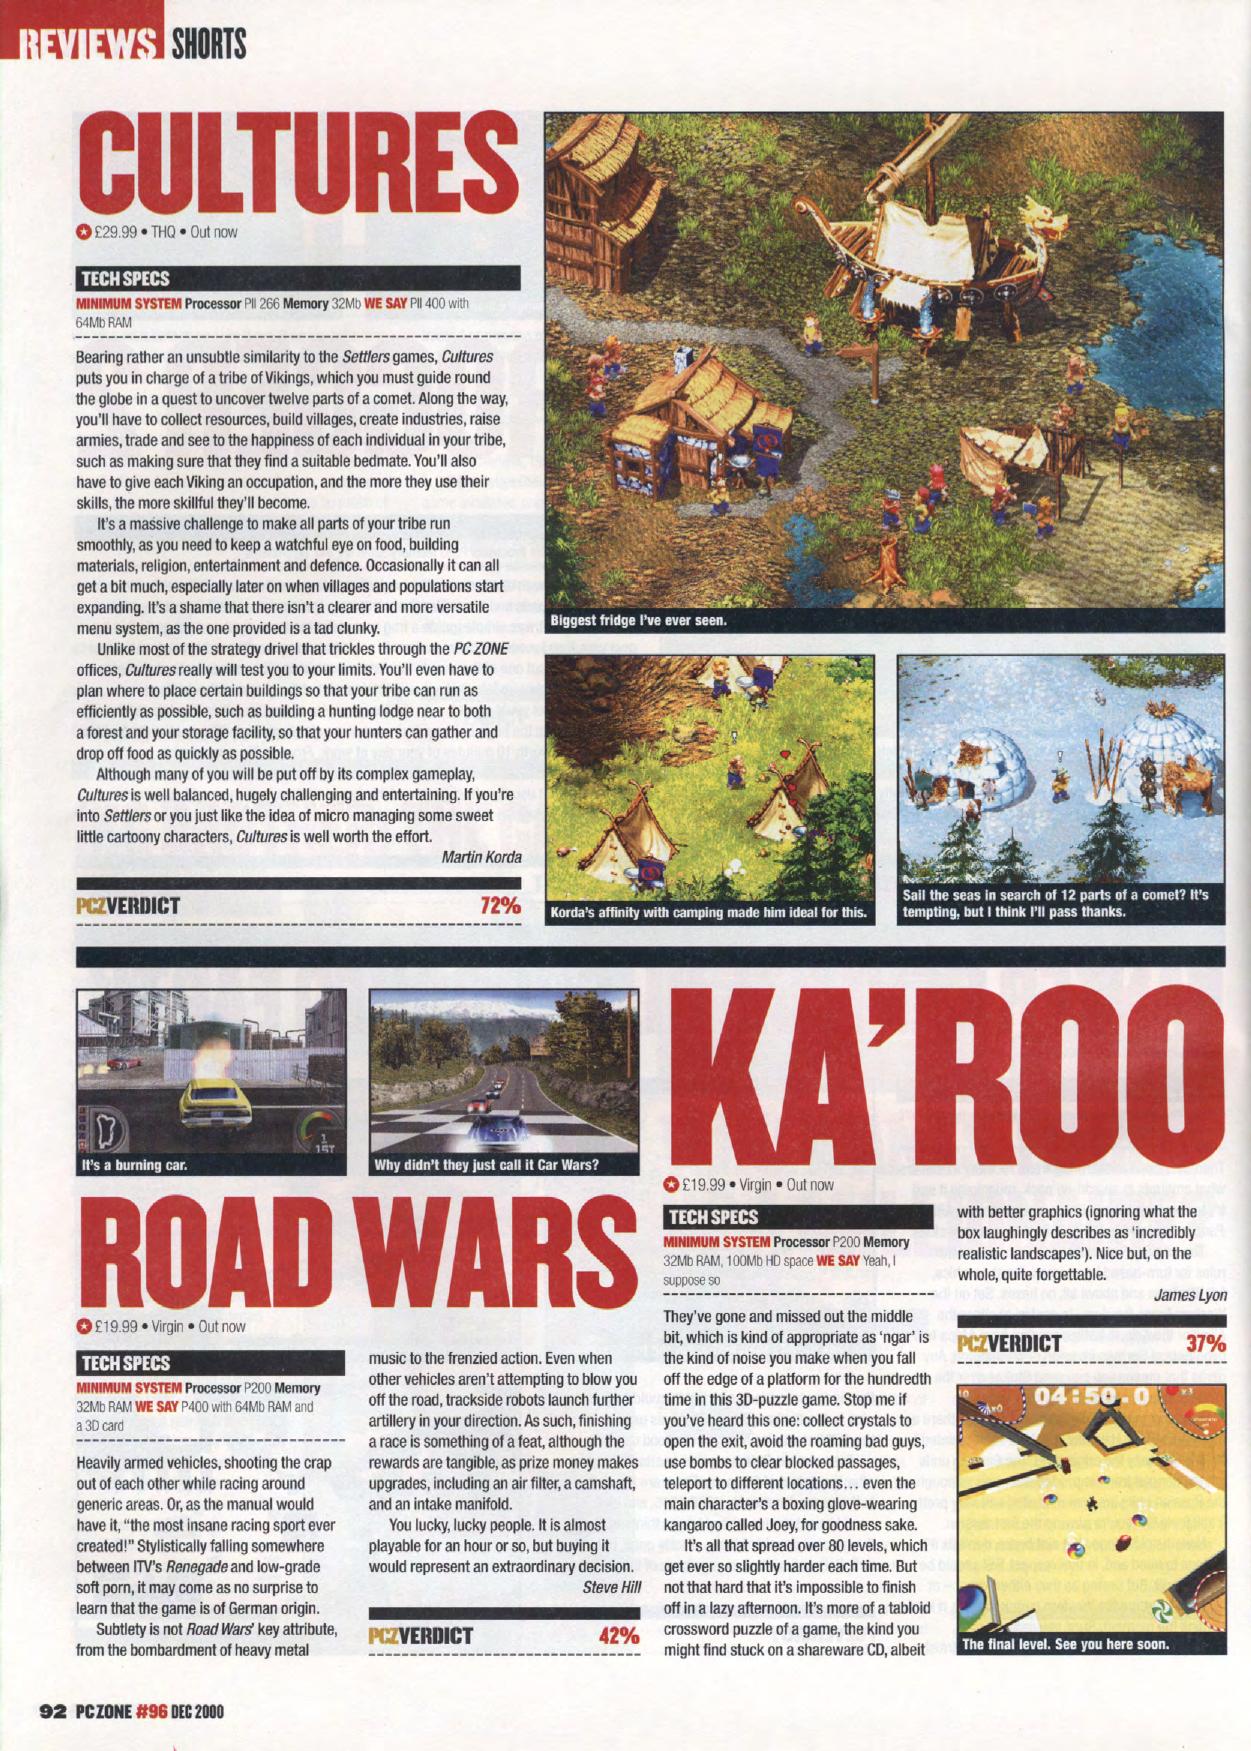 REVIEWS SHORTS
CULTURES
£29.99 • THQ • Out now
TECH SPECS
MINIMUM SYSTEM Processor PII 266 Memory 32Mb WE SAY PII 400 with
64Mb RAM
Bearing rather an unsubtle similarity to the Settlers games, Cultures
puts you in charge of a tribe of Vikings, which you must guide round
the globe in a quest to uncover twelve parts of a comet. Along the way,
you'll have to collect resources, build villages, create industries, raise
armies, trade and see to the happiness of each individual in your tribe,
such as making sure that they find a suitable bedmate. You'll also
have to give each Viking an occupation, and the more they use their
skills, the more skillful they'll become.
It's a massive challenge to make all parts of your tribe run
smoothly, as you need to keep a watchful eye on food, building
materials, religion, entertainment and defence. Occasionally it can all
get a bit much, especially later on when villages and populations start
expanding. It's a shame that there isn't a clearer and more versatile
menu system, as the one provided is a tad clunky.
Unlike most of the strategy drivel that trickles through the PC ZONE
offices, Cultures really will test you to your limits. You'll even have to
plan where to place certain buildings so that your tribe can run as
efficiently as possible, such as building a hunting lodge near to both
a forest and your storage facility, so that your hunters can gather and
drop off food as quickly as possible.
Although many of you will be put off by its complex gameplay,
Cultures is well balanced, hugely challenging and entertaining. If you're
into Settlers or you just like the idea of micro managing some sweet
little cartoony characters, Cultures is well worth the effort.
Martin Korda
PCZVERDICT 72%
Biggest fridge I've ever seen.
Korda's affinity with camping made him ideal for this.
Sail the seas in search of 12 parts of a comet? It's
tempting, but I think I'll pass thanks.
1
1ST
It's a burning car.
Why didn't they just call it Car Wars?
ROAD WARS
£19.99 • Virgin • Out now
TECH SPECS
MINIMUM SYSTEM Processor P200 Memory
32Mb RAM WE SAY P400 with 64Mb RAM and
a 3D card
Heavily armed vehicles, shooting the crap
out of each other while racing around
generic areas. Or, as the manual would
have it, "the most insane racing sport ever
created!" Stylistically falling somewhere
between ITV's Renegade and low-grade
soft porn, it may come as no surprise to
learn that the game is of German origin.
Subtlety is not Road Wars' key attribute,
from the bombardment of heavy metal
music to the frenzied action. Even when
other vehicles aren't attempting to blow you
off the road, trackside robots launch further
artillery in your direction. As such, finishing
a race is something of a feat, although the
rewards are tangible, as prize money makes
upgrades, including an air filter, a camshaft,
and an intake manifold.
You lucky, lucky people. It is almost
playable for an hour or so, but buying it
would represent an extraordinary decision.
Steve Hill
PCZVERDICT 42%
KA'ROO
£19.99 • Virgin • Out now
TECH SPECS
MINIMUM SYSTEM Processor P200 Memory
32Mb RAM, 100Mb HD space WE SAY Yeah, I
suppose so
They've gone and missed out the middle
bit, which is kind of appropriate as 'ngar' is
the kind of noise you make when you fall
off the edge of a platform for the hundredth
time in this 3D-puzzle game. Stop me if
you've heard this one: collect crystals to
open the exit, avoid the roaming bad guys,
use bombs to clear blocked passages,
teleport to different locations... even the
main character's a boxing glove-wearing
kangaroo called Joey, for goodness sake.
It's all that spread over 80 levels, which
get ever so slightly harder each time. But
not that hard that it's impossible to finish
off in a lazy afternoon. It's more of a tabloid
crossword puzzle of a game, the kind you
might find stuck on a shareware CD, albeit
with better graphics (ignoring what the
box laughingly describes as 'incredibly
realistic landscapes'). Nice but, on the
whole, quite forgettable.
James Lyon
PCZVERDICT 37%
04:50.0
x3
x0
The final level. See you here soon.
92 PCZONE #96 DEC 2000